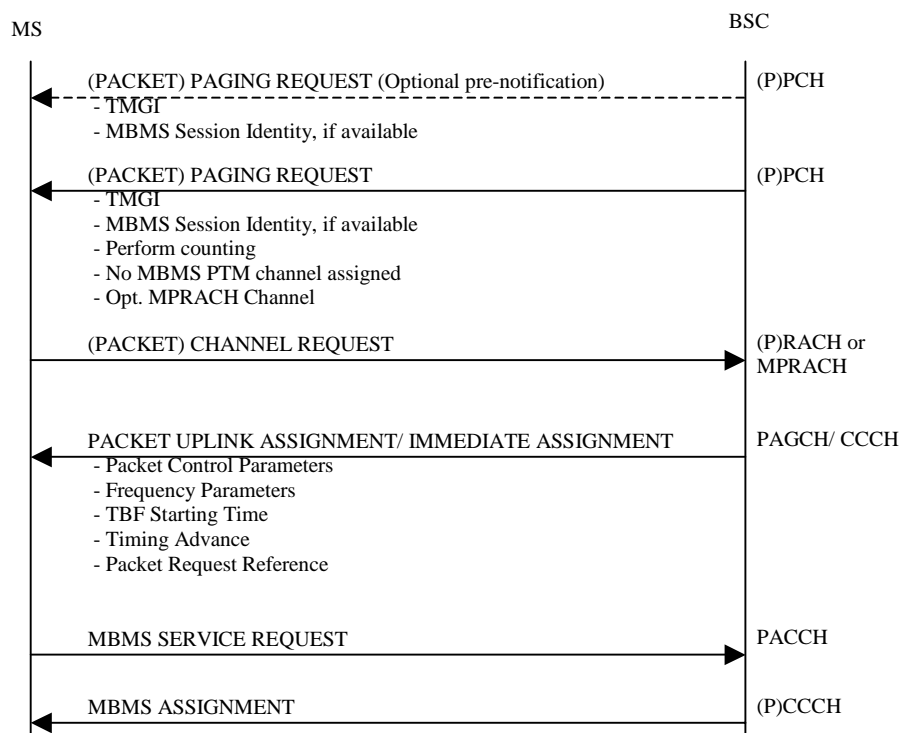 MS
BSC
(PACKET) PAGING REQUEST (Optional pre-notification)
(P)PCH
- TMGI
- MBMS Session Identity, if available
(PACKET) PAGING REQUEST
(P)PCH
- TMGI
- MBMS Session Identity, if available
- Perform counting
- No MBMS PTM channel assigned
- Opt. MPRACH Channel
(PACKET) CHANNEL REQUEST
(P)RACH or
MPRACH
PACKET UPLINK ASSIGNMENT/ IMMEDIATE ASSIGNMENT
PAGCH/ CCCH
- Packet Control Parameters
- Frequency Parameters
- TBF Starting Time
- Timing Advance
- Packet Request Reference
MBMS SERVICE REQUEST
PACCH
MBMS ASSIGNMENT
(P)CCCH